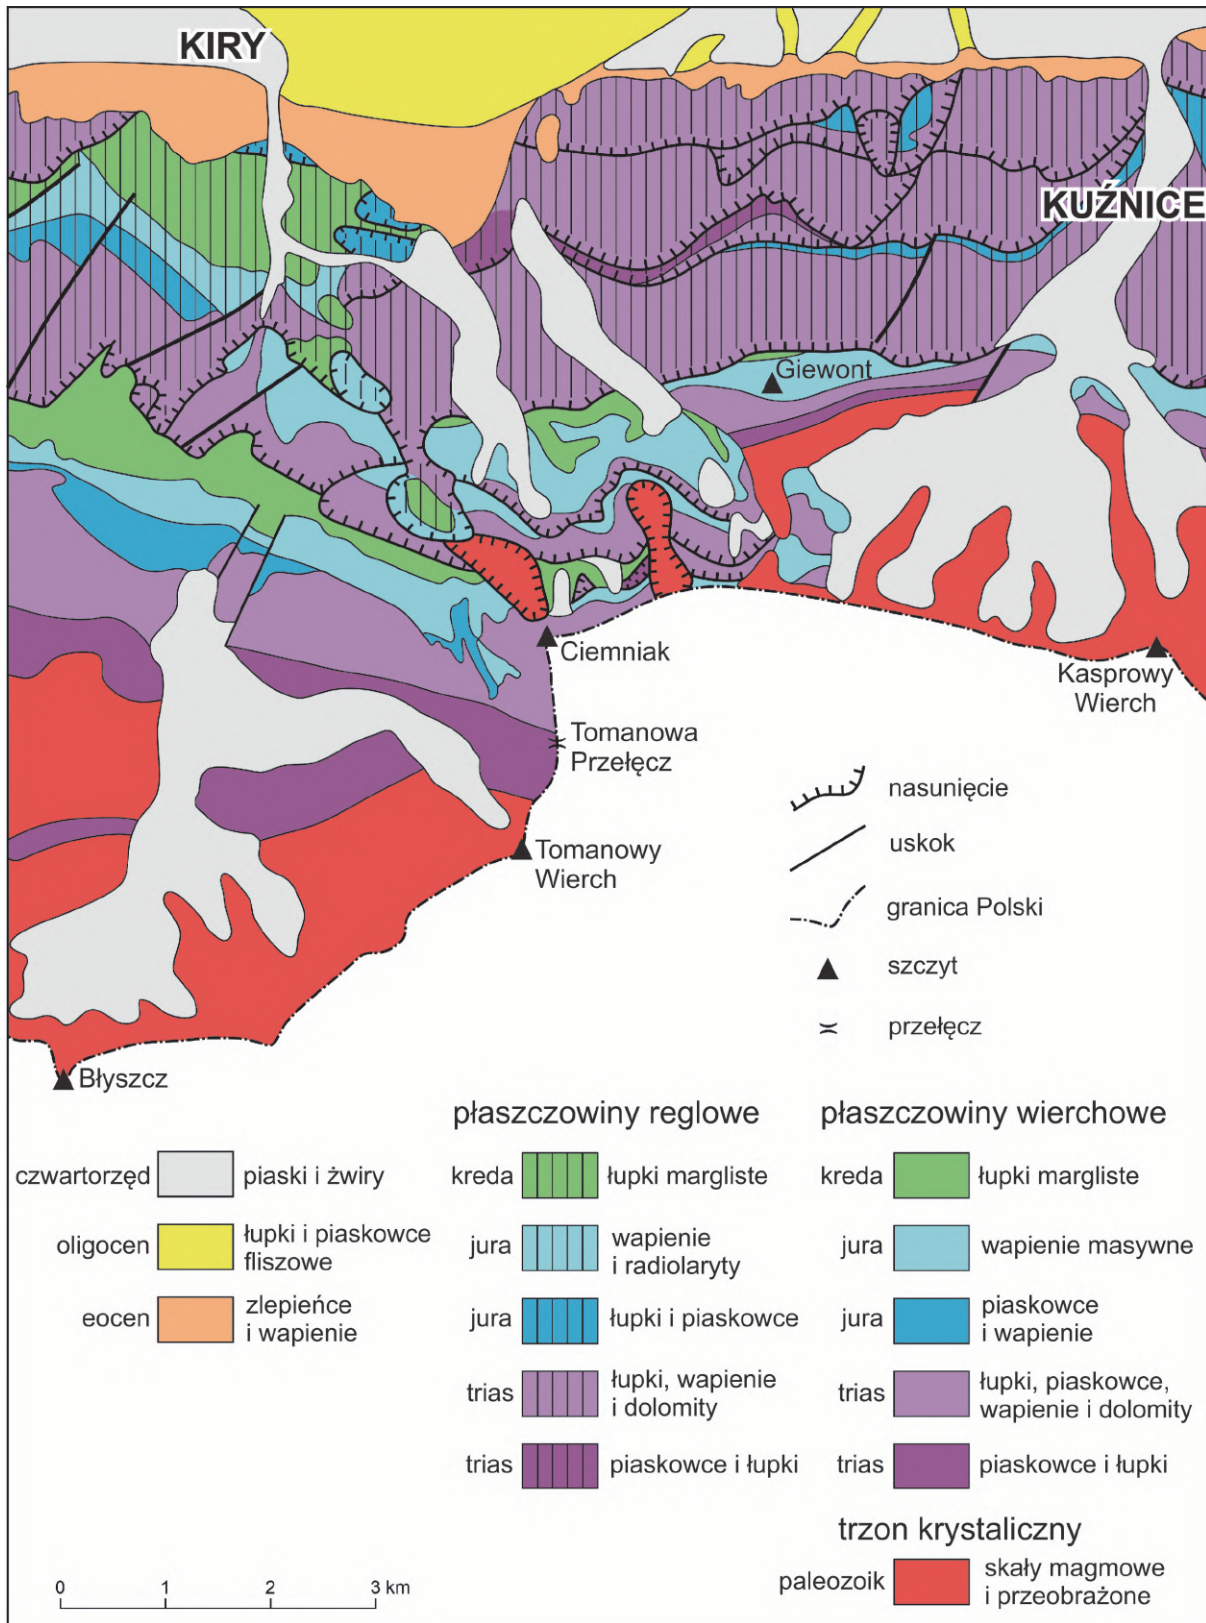 KIRY
KUŹNICE
Giewont
Ciemniak
Kasprowy
Wierch
Tomanowa
Przełęcz
Tomanowy
Wierch
Błyszcz
nasunięcie
uskok
granica Polski
szczyt
przełęcz
czwartorzęd piaski i żwiry
oligocen łupki i piaskowce
fliszowe
eocen zlepieńce
i wapienie
płaszczowiny reglowe
kreda łupki margliste
jura wapienie
i radiolaryty
jura łupki i piaskowce
trias łupki, wapienie
i dolomity
trias piaskowce i łupki
płaszczowiny wierchowe
kreda łupki margliste
jura wapienie masywne
jura piaskowce
i wapienie
trias łupki, piaskowce,
wapienie i dolomity
trias piaskowce i łupki
trzon krystaliczny
paleozoik skały magmowe
i przeobrażone
0 1 2 3 km